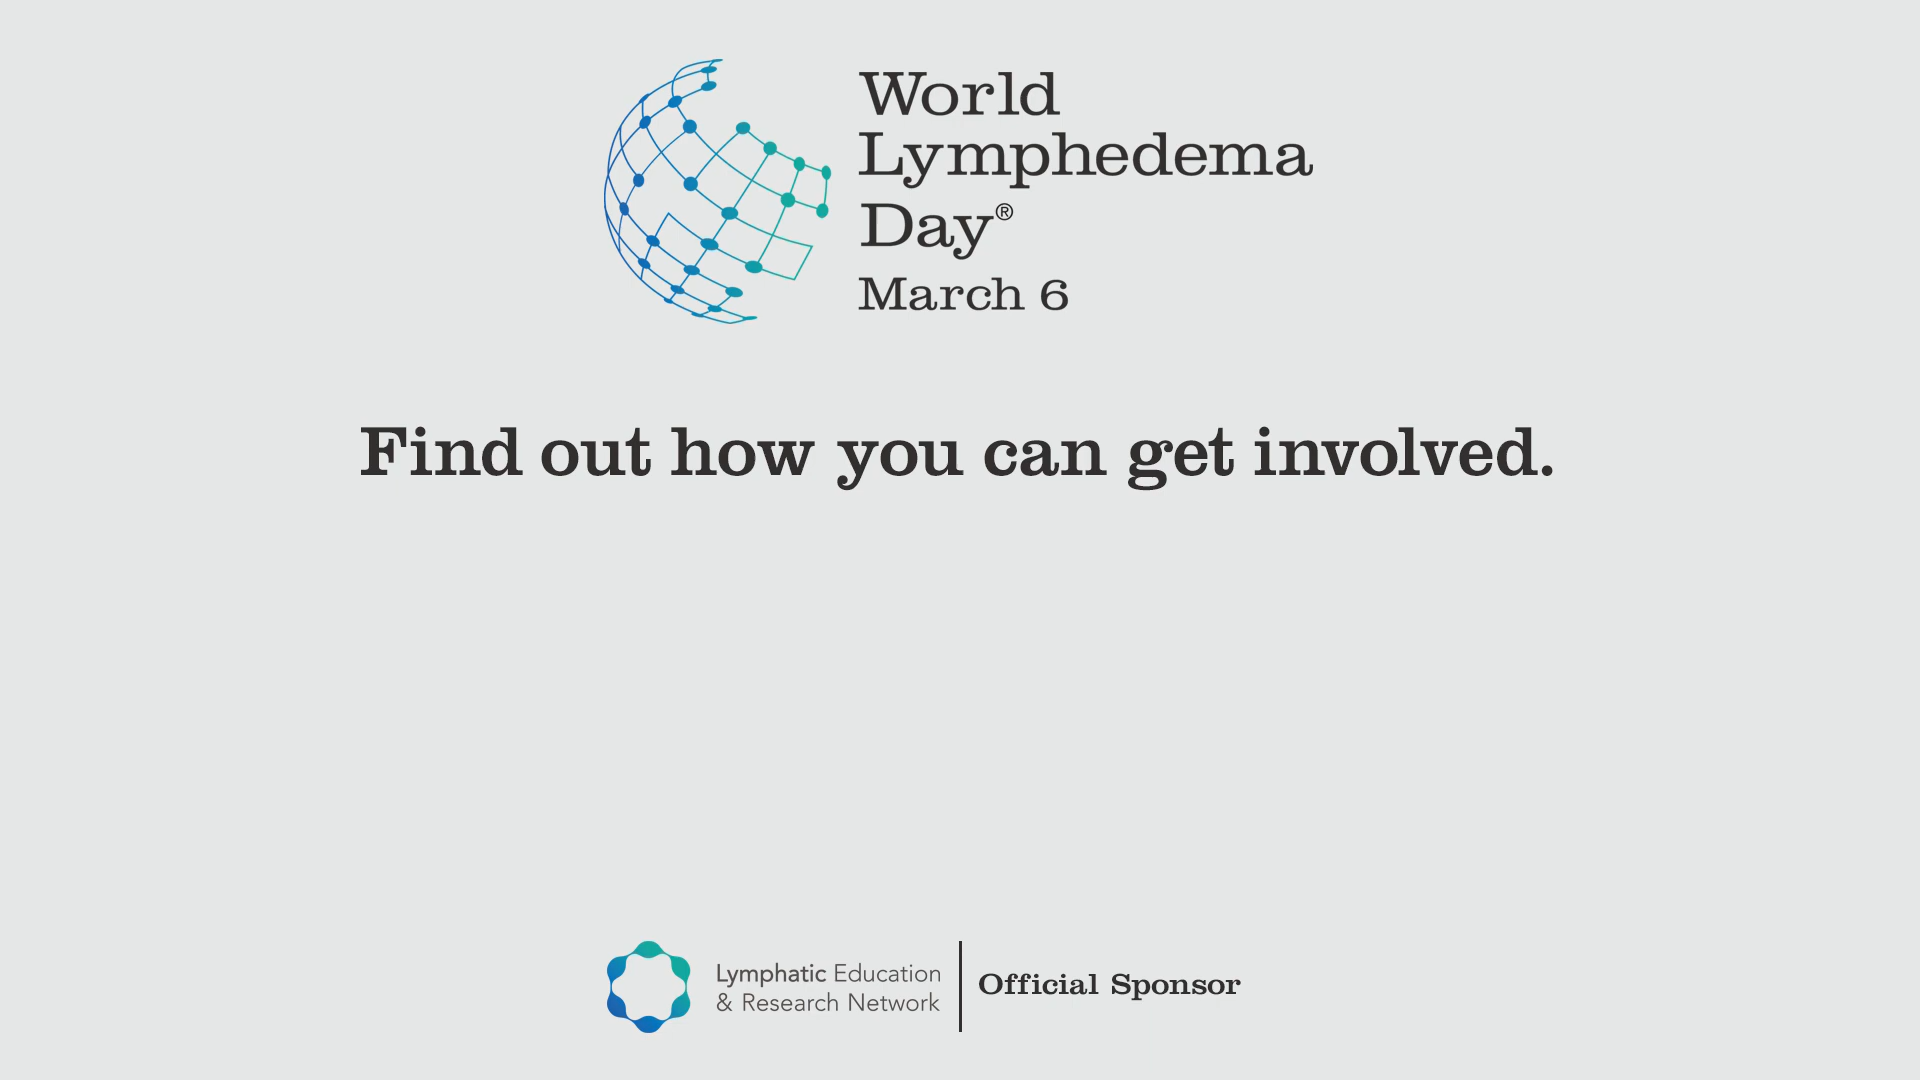 World
Lymphedema
Day®
March 6
Find out how you can get involved.
Lymphatic Education
& Research Network
Official Sponsor